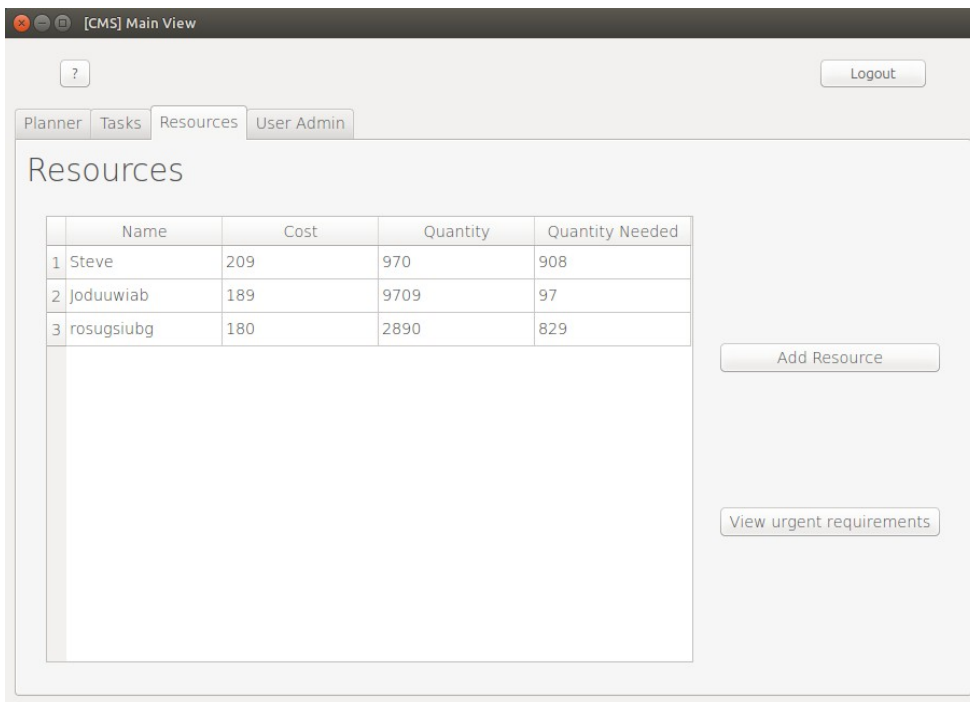 [CMS] Main View
? Logout
Planner Tasks Resources User Admin
Resources
Name Cost Quantity Quantity Needed
1 Steve 209 970 908
2 Joduuwiab 189 9709 97
3 rosugsiubg 180 2890 829
Add Resource
View urgent requirements